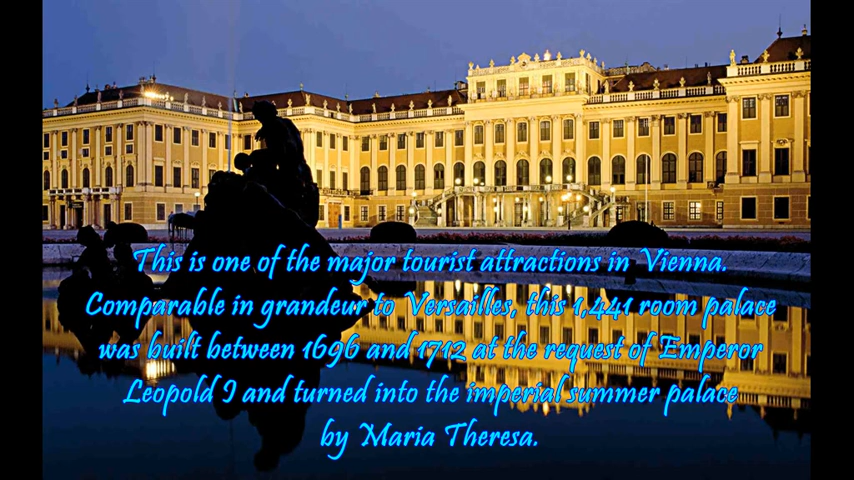 This is one of the major tourist attractions in Vienna.
Comparable in grandeur to Versailles, this 1,441 room palace
was built between 1696 and 1712 at the request of Emperor
Leopold I and turned into the imperial summer palace
by Maria Theresa.